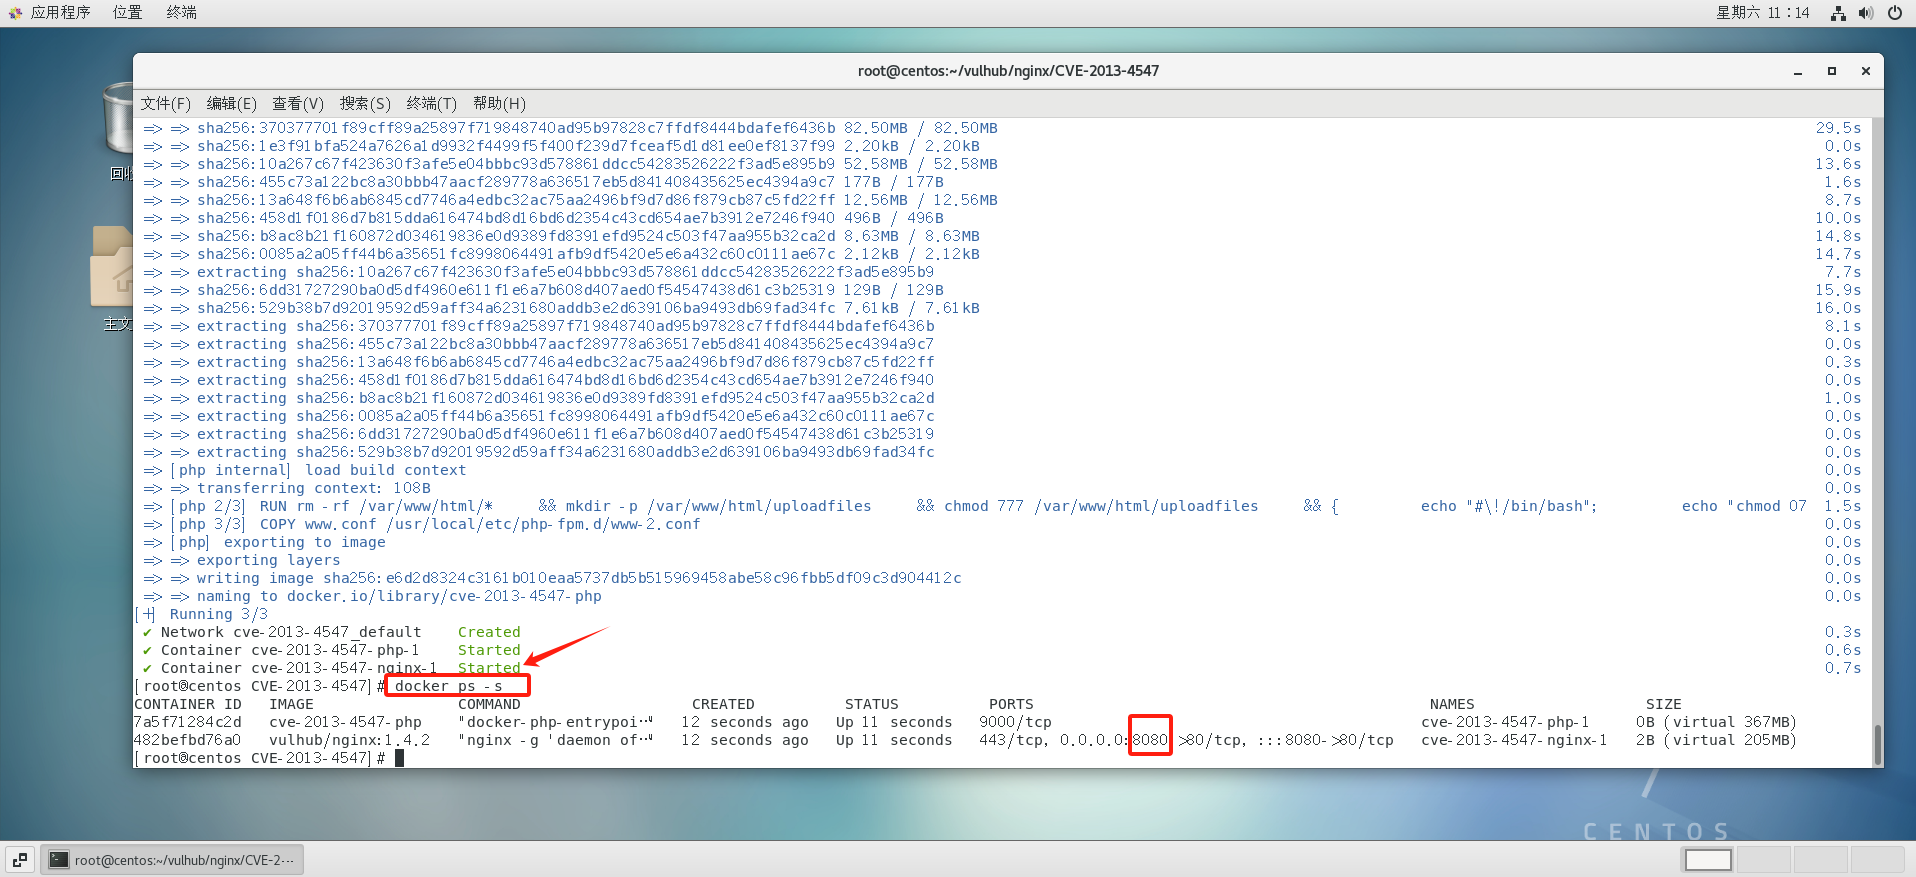 应用程序 位置 终端 星期六 11：14
root@centos:~/vulhub/nginx/CVE-2013-4547
文件(F) 编辑(E) 查看(V) 搜索(S) 终端(T) 帮助(H)
=> => sha256:370377701f89cff89a25897f719848740ad95b97828c7ffdf8444bdafef6436b 82.50MB / 82.50MB 29.5s
=> => sha256:1e3f91bfa524a7626a1d9932f4499f5f400f239d7fceaf5d1d81ee0ef8137f99 2.20kB / 2.20kB 0.0s
=> => sha256:10a267c67f423630f3afe5e04bbbc93d578861ddcc54283526222f3ad5e895b9 52.58MB / 52.58MB 13.6s
=> => sha256:455c73a122bc8a30bbb47aacf289778a636517eb5d841408435625ec4394a9c7 177B / 177B 1.6s
=> => sha256:13a648f6b6ab6845cd7746a4edbc32ac75aa2496bf9d7d86f879cb87c5fd22ff 12.56MB / 12.56MB 8.7s
=> => sha256:458d1f0186d7b815dda616474bd8d16bd6d2354c43cd654ae7b3912e7246f940 496B / 496B 10.0s
=> => sha256:b8ac8b21f160872d034619836e0d9389fd8391efd9524c503f47aa955b32ca2d 8.63MB / 8.63MB 14.8s
=> => sha256:0085a2a05ff44b6a35651fc8998064491afb9df5420e5e6a432c60c0111ae67c 2.12kB / 2.12kB 14.7s
=> => extracting sha256:10a267c67f423630f3afe5e04bbbc93d578861ddcc54283526222f3ad5e895b9 7.7s
=> => sha256:6dd31727290ba0d5df4960e611f1e6a7b608d407aed0f54547438d61c3b25319 129B / 129B 15.9s
=> => sha256:529b38b7d92019592d59aff34a6231680addb3e2d639106ba9493db69fad34fc 7.61kB / 7.61kB 16.0s
=> => extracting sha256:370377701f89cff89a25897f719848740ad95b97828c7ffdf8444bdafef6436b 8.1s
=> => extracting sha256:455c73a122bc8a30bbb47aacf289778a636517eb5d841408435625ec4394a9c7 0.0s
=> => extracting sha256:13a648f6b6ab6845cd7746a4edbc32ac75aa2496bf9d7d86f879cb87c5fd22ff 0.3s
=> => extracting sha256:458d1f0186d7b815dda616474bd8d16bd6d2354c43cd654ae7b3912e7246f940 0.0s
=> => extracting sha256:b8ac8b21f160872d034619836e0d9389fd8391efd9524c503f47aa955b32ca2d 1.0s
=> => extracting sha256:0085a2a05ff44b6a35651fc8998064491afb9df5420e5e6a432c60c0111ae67c 0.0s
=> => extracting sha256:6dd31727290ba0d5df4960e611f1e6a7b608d407aed0f54547438d61c3b25319 0.0s
=> => extracting sha256:529b38b7d92019592d59aff34a6231680addb3e2d639106ba9493db69fad34fc 0.0s
=> [php internal] load build context 0.0s
=> => transferring context: 108B 0.0s
=> [php 2/3] RUN rm -rf /var/www/html/* && mkdir -p /var/www/html/uploadfiles && chmod 777 /var/www/html/uploadfiles && { echo "#\!/bin/bash"; echo "chmod 07 1.5s
=> [php 3/3] COPY www.conf /usr/local/etc/php-fpm.d/www-2.conf 0.0s
=> [php] exporting to image 0.0s
=> => exporting layers 0.0s
=> => writing image sha256:e6d2d8324c3161b010eaa5737db5b515969458abe58c96fbb5df09c3d904412c 0.0s
=> => naming to docker.io/library/cve-2013-4547-php 0.0s
[+] Running 3/3
✔ Network cve-2013-4547_default Created 0.3s
✔ Container cve-2013-4547-php-1 Started 0.6s
✔ Container cve-2013-4547-nginx-1 Started 0.7s
[root@centos CVE-2013-4547]# docker ps -s
CONTAINER ID IMAGE COMMAND CREATED STATUS PORTS NAMES SIZE
7a5f71284c2d cve-2013-4547-php "docker-php-entrypoi…" 12 seconds ago Up 11 seconds 9000/tcp cve-2013-4547-php-1 0B (virtual 367MB)
482befbd76a0 vulhub/nginx:1.4.2 "nginx -g 'daemon of…" 12 seconds ago Up 11 seconds 443/tcp, 0.0.0.0:8080->80/tcp, :::8080->80/tcp cve-2013-4547-nginx-1 2B (virtual 205MB)
[root@centos CVE-2013-4547]#
回收
主文
CENTOS
root@centos:~/vulhub/nginx/CVE-2···